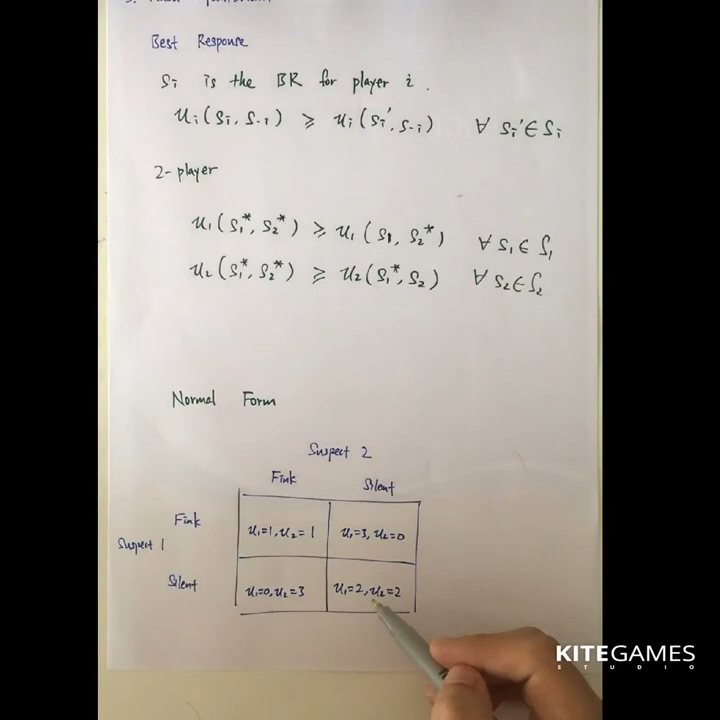 Best Response
Si is the BR for player i.
ui(si, s-i) ≥ ui(si', s-i) ∀ si' ∈ Si
2-player
u1(s1*, s2*) ≥ u1(s1, s2*) ∀ s1 ∈ S1
u2(s1*, s2*) ≥ u2(s1*, s2) ∀ s2 ∈ S2
Normal Form
Suspect 2
Fink Silent
Fink u1=1, u2=1 u1=3, u2=0
Suspect 1
Silent u1=0, u2=3 u1=2, u2=2
KITEGAMES
STUDIO